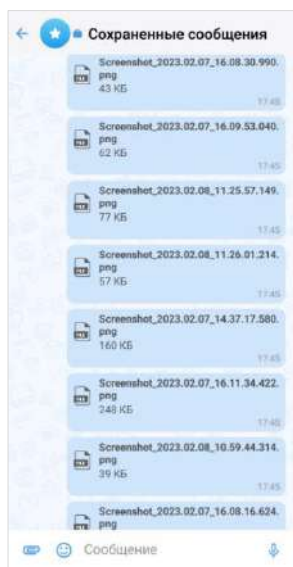 Сохраненные сообщения
Screenshot_2023.02.07_16.08.30.990.
png
43 КБ
17:45
Screenshot_2023.02.07_16.09.53.040.
png
62 КБ
17:45
Screenshot_2023.02.08_11.25.57.149.
png
77 КБ
17:45
Screenshot_2023.02.08_11.26.01.214.
png
57 КБ
17:45
Screenshot_2023.02.07_14.37.17.580.
png
160 КБ
17:45
Screenshot_2023.02.07_16.11.34.422.
png
248 КБ
17:45
Screenshot_2023.02.08_10.59.44.314.
png
39 КБ
17:45
Screenshot_2023.02.07_16.08.16.624.
png
Сообщение